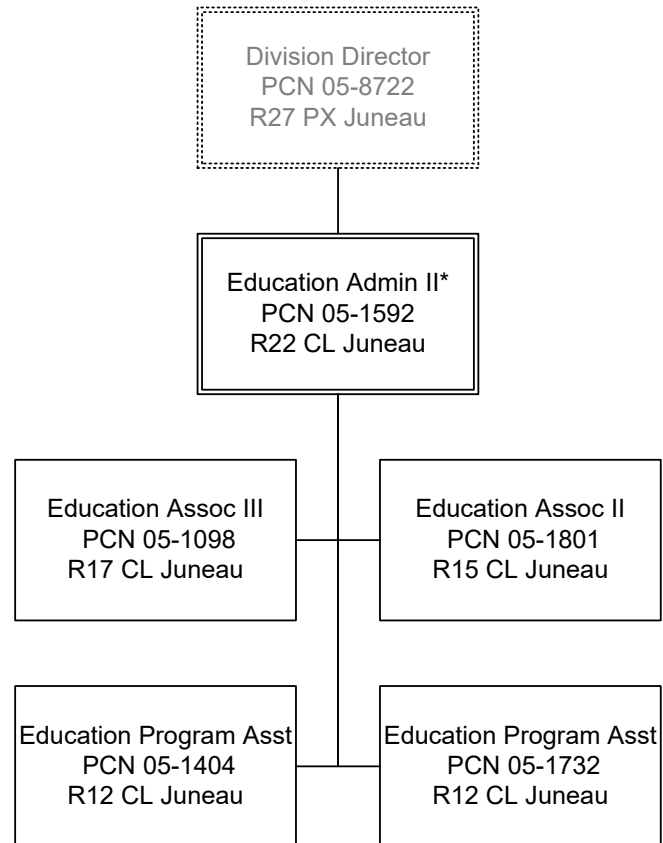 Division Director
PCN 05-8722
R27 PX Juneau
Education Admin II*
PCN 05-1592
R22 CL Juneau
Education Assoc III
PCN 05-1098
R17 CL Juneau
Education Assoc II
PCN 05-1801
R15 CL Juneau
Education Program Asst
PCN 05-1404
R12 CL Juneau
Education Program Asst
PCN 05-1732
R12 CL Juneau